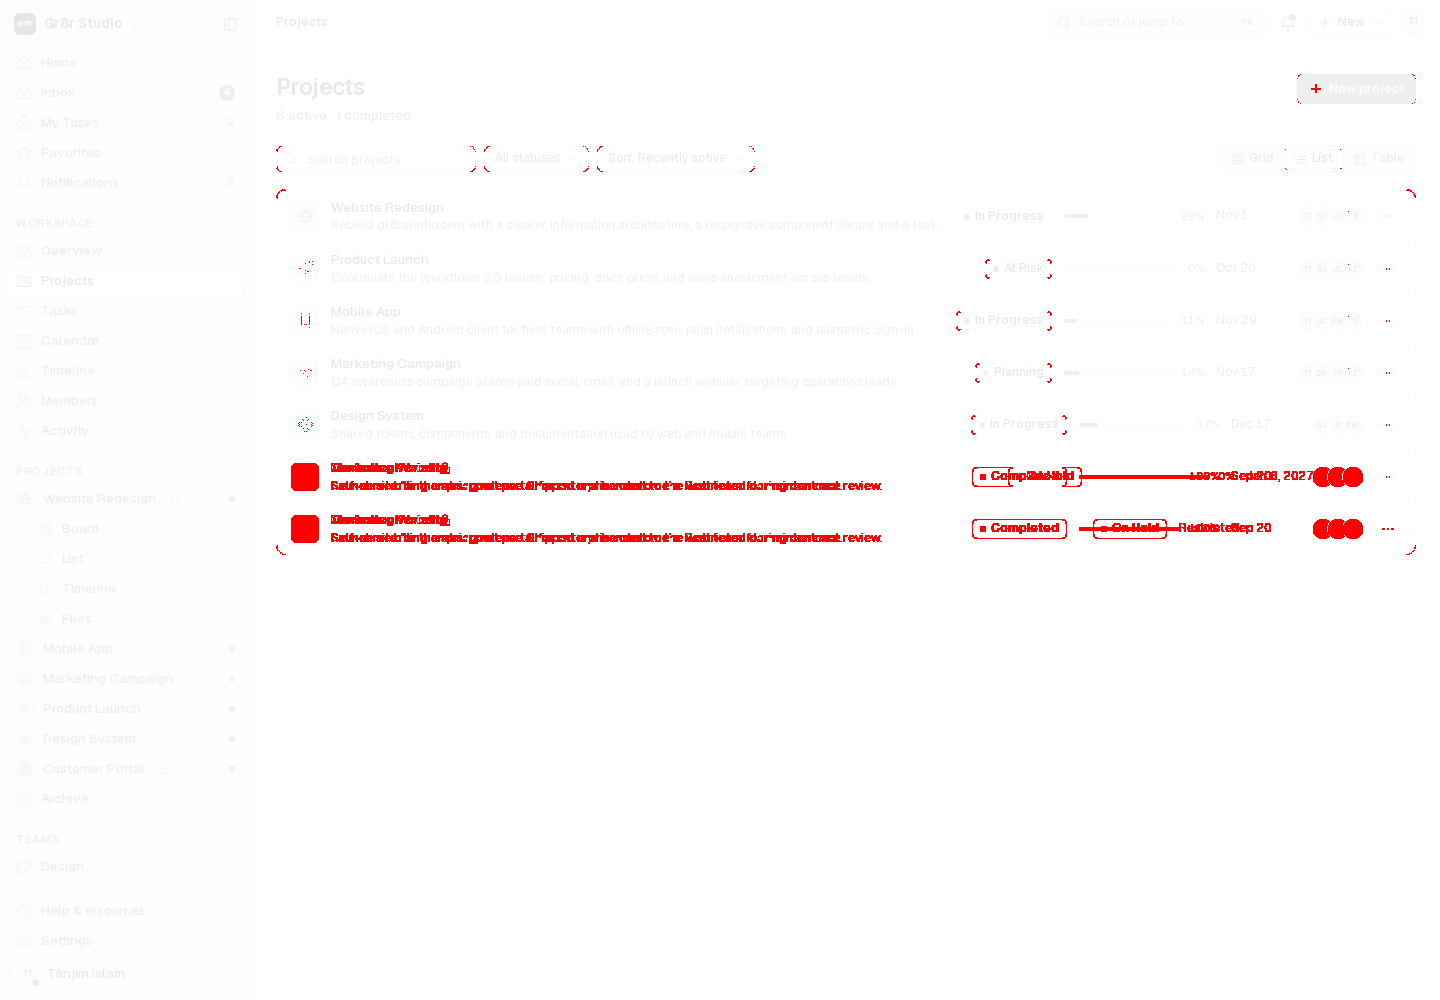 Gr8r Studio
Projects
Search or jump to...
⌘K
New
TI
Home
Inbox
4
My Tasks
2
Favorites
Notifications
6
WORKSPACE
Overview
Projects
Tasks
Calendar
Timeline
Members
Activity
PROJECTS
Website Redesign
Board
List
Timeline
Files
Mobile App
Marketing Campaign
Product Launch
Design System
Customer Portal
Archive
TEAMS
Design
Help & resources
Settings
TI
Tanjim Islam
Projects
6 active · 1 completed
New project
Search projects
All statuses
Sort: Recently active
Grid
List
Table
Website Redesign
Rebuild gr8rstudio.com with a clearer information architecture, a responsive component library, and a fast...
In Progress
22%
Nov 1
Product Launch
Coordinate the Workflows 2.0 launch: pricing, docs, press, and sales enablement across teams.
At Risk
0%
Oct 20
Mobile App
Native iOS and Android client for field teams with offline sync, push notifications, and biometric sign-in.
In Progress
11%
Nov 29
Marketing Campaign
Q4 awareness campaign across paid social, email, and a launch webinar targeting operations leads.
Planning
14%
Nov 17
Design System
Shared tokens, components, and documentation used by web and mobile teams.
In Progress
17%
Dec 17
Completed
On Hold
Sep 20